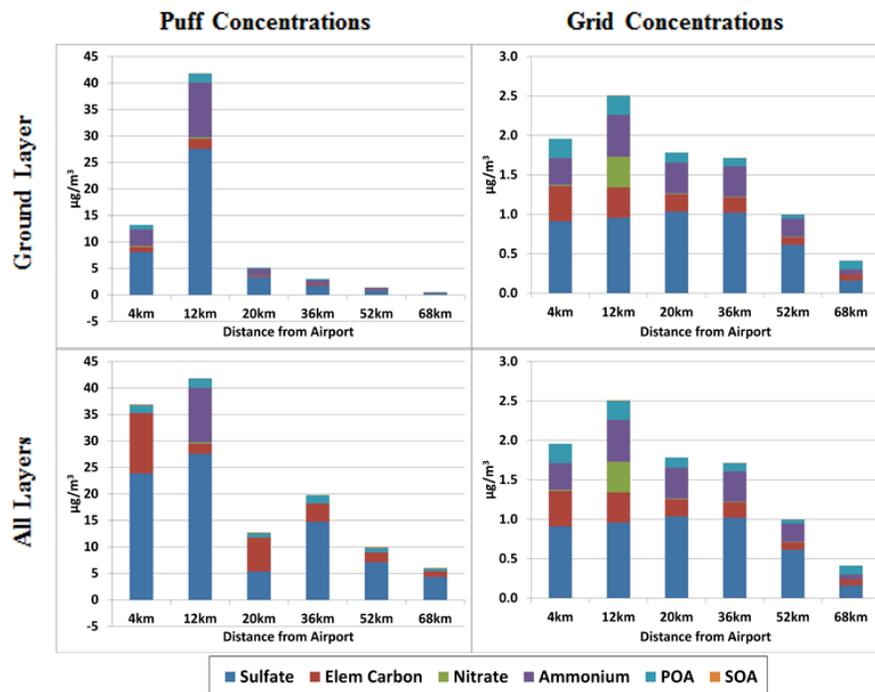 Puff Concentrations
Grid Concentrations
Ground Layer
45
40
35
30
25
20
15
10
5
0
-5
µg/m³
4km 12km 20km 36km 52km 68km
Distance from Airport
3.0
2.5
2.0
1.5
1.0
0.5
0.0
µg/m³
4km 12km 20km 36km 52km 68km
Distance from Airport
All Layers
45
40
35
30
25
20
15
10
5
0
-5
µg/m³
4km 12km 20km 36km 52km 68km
Distance from Airport
3.0
2.5
2.0
1.5
1.0
0.5
0.0
µg/m³
4km 12km 20km 36km 52km 68km
Distance from Airport
Sulfate Elem Carbon Nitrate Ammonium POA SOA